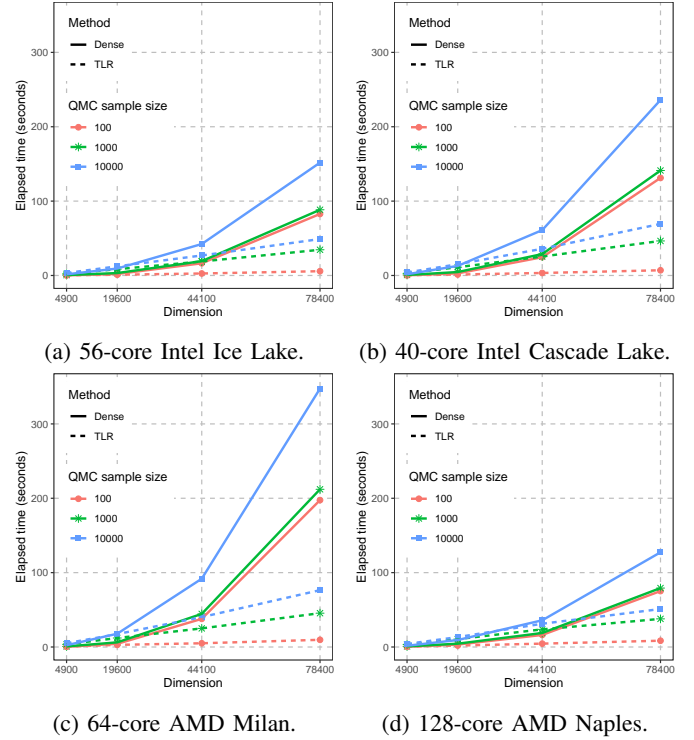 Method
Dense
TLR
QMC sample size
100
1000
10000
Elapsed time (seconds)
300
200
100
0
4900 19600 44100 78400
Dimension
(a) 56-core Intel Ice Lake.
Method
Dense
TLR
QMC sample size
100
1000
10000
Elapsed time (seconds)
300
200
100
0
4900 19600 44100 78400
Dimension
(b) 40-core Intel Cascade Lake.
Method
Dense
TLR
QMC sample size
100
1000
10000
Elapsed time (seconds)
300
200
100
0
4900 19600 44100 78400
Dimension
(c) 64-core AMD Milan.
Method
Dense
TLR
QMC sample size
100
1000
10000
Elapsed time (seconds)
300
200
100
0
4900 19600 44100 78400
Dimension
(d) 128-core AMD Naples.